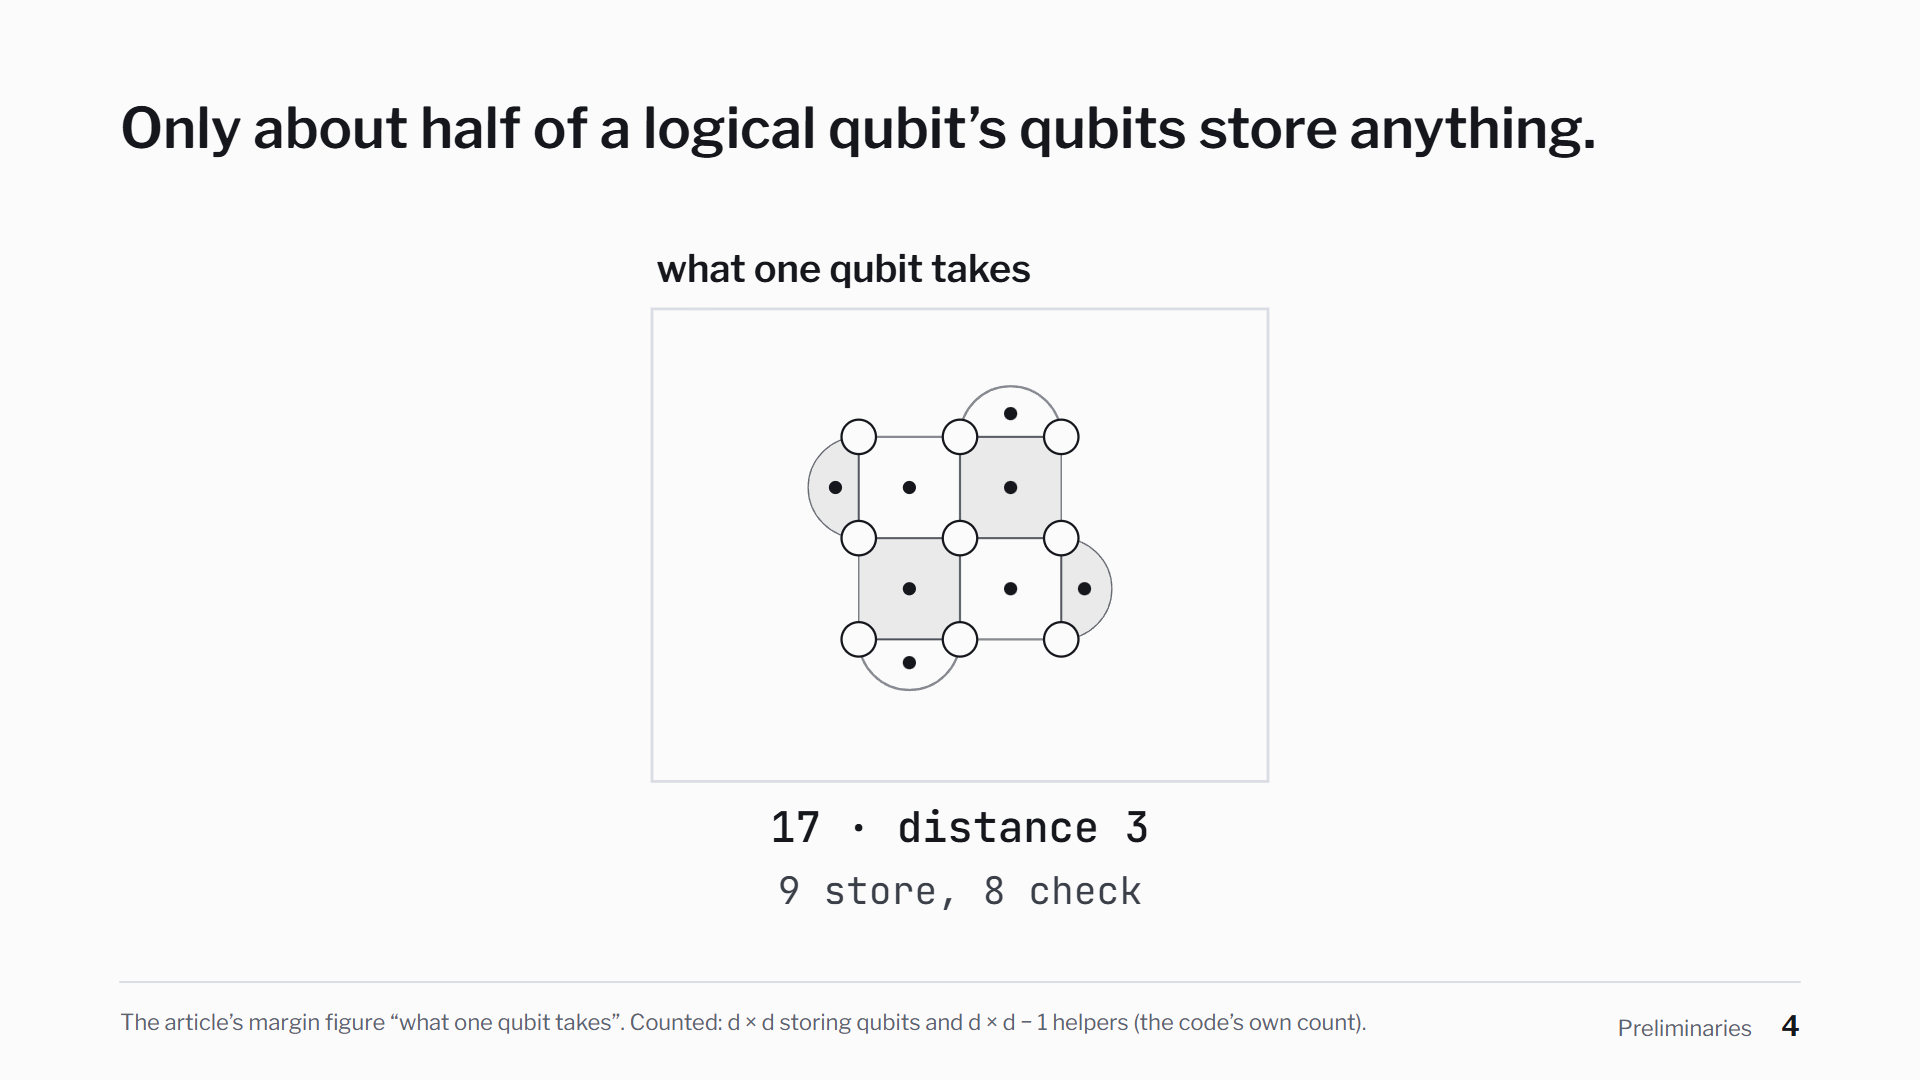 Only about half of a logical qubit’s qubits store anything.
what one qubit takes
17 · distance 3
9 store, 8 check
The article’s margin figure “what one qubit takes”. Counted: d × d storing qubits and d × d − 1 helpers (the code’s own count).
Preliminaries 4